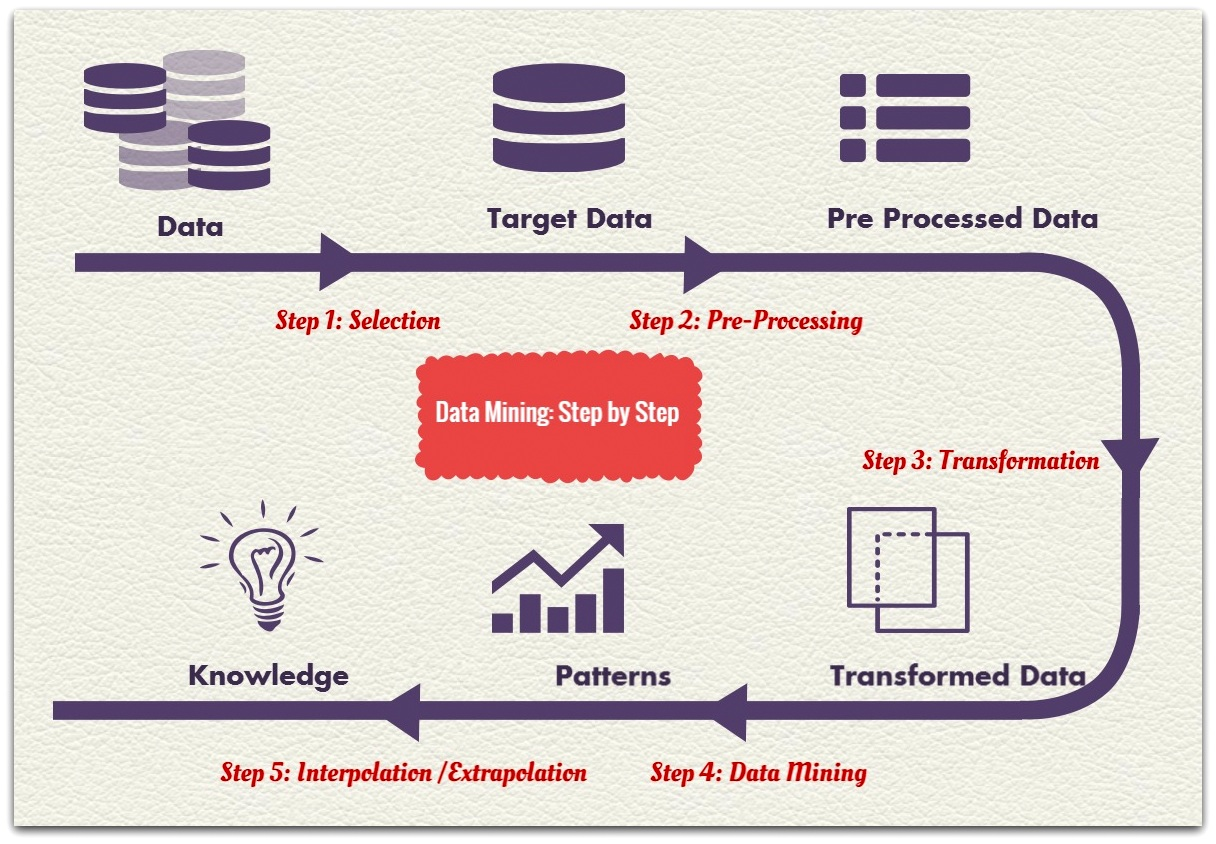 Data
Target Data
Pre Processed Data
Step 1: Selection
Step 2: Pre-Processing
Data Mining: Step by Step
Step 3: Transformation
Knowledge
Patterns
Transformed Data
Step 5: Interpolation /Extrapolation
Step 4: Data Mining